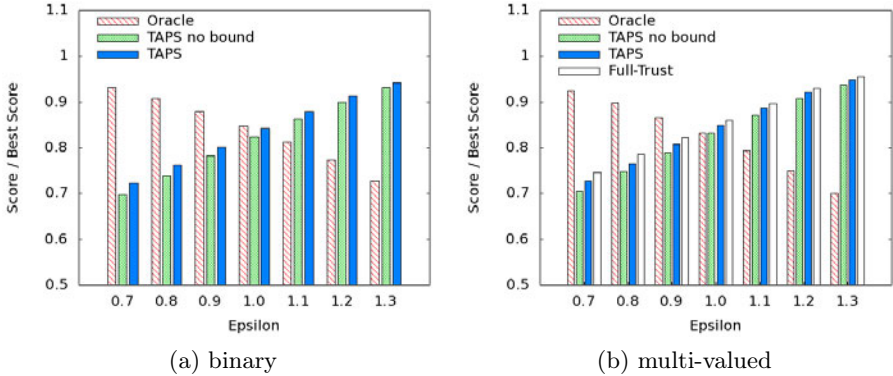 1.1
1
0.9
0.8
0.7
0.6
0.5
Score / Best Score
Oracle
TAPS no bound
TAPS
0.7 0.8 0.9 1.0 1.1 1.2 1.3
Epsilon
(a) binary
1.1
1
0.9
0.8
0.7
0.6
0.5
Score / Best Score
Oracle
TAPS no bound
TAPS
Full-Trust
0.7 0.8 0.9 1.0 1.1 1.2 1.3
Epsilon
(b) multi-valued